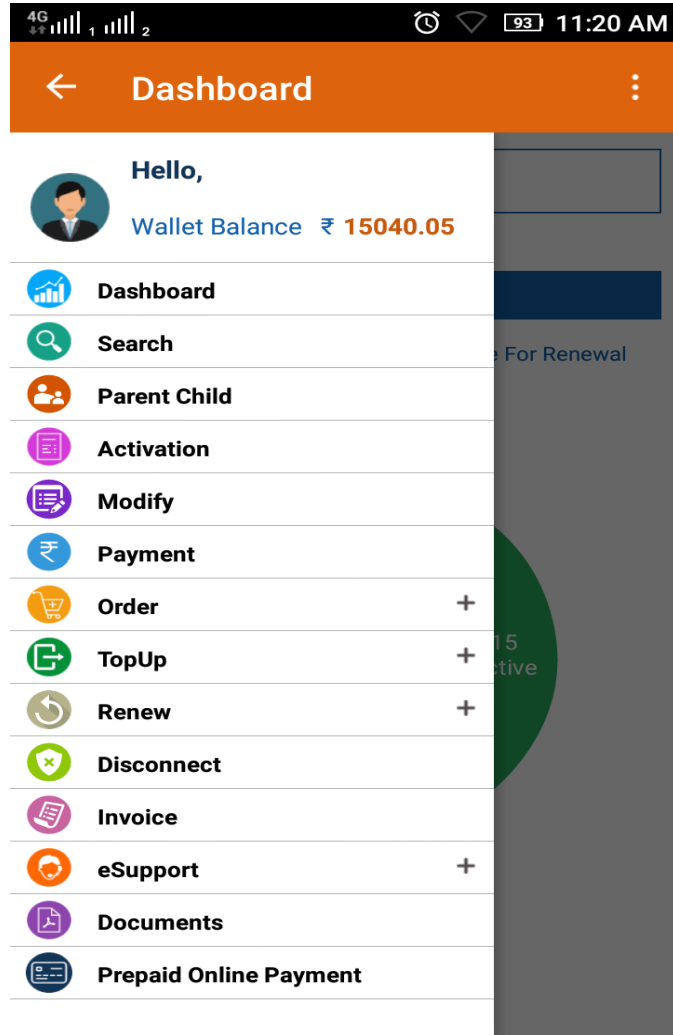 4G 1 2 93 11:20 AM
Dashboard
Hello,
Wallet Balance ₹ 15040.05
Dashboard
Search
For Renewal
Parent Child
Activation
Modify
Payment
Order +
TopUp +
15
Renew +
Disconnect
Invoice
eSupport +
Documents
Prepaid Online Payment